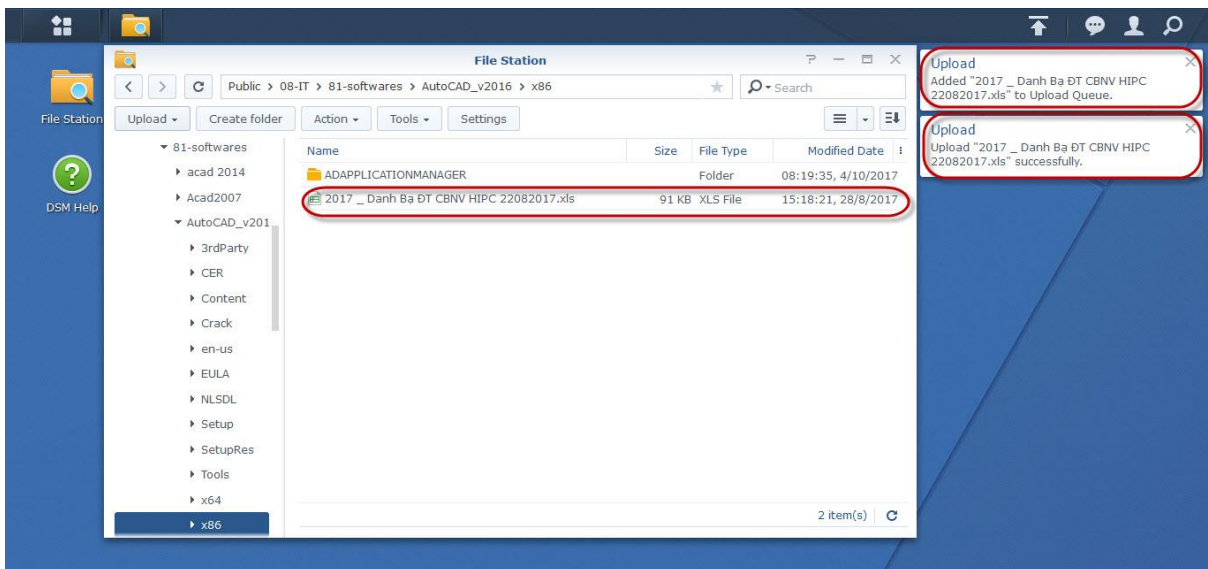 File Station
DSM Help
File Station
Public > 08-IT > 81-softwares > AutoCAD_v2016 > x86
Search
Upload
Create folder
Action
Tools
Settings
81-softwares
acad 2014
Acad2007
AutoCAD_v201
3rdParty
CER
Content
Crack
en-us
EULA
NLSDL
Setup
SetupRes
Tools
x64
x86
Name Size File Type Modified Date
ADAPPLICATIONMANAGER Folder 08:19:35, 4/10/2017
2017 _ Danh Bạ ĐT CBNV HIPC 22082017.xls 91 KB XLS File 15:18:21, 28/8/2017
2 item(s)
Upload
Added "2017 _ Danh Bạ ĐT CBNV HIPC
22082017.xls" to Upload Queue.
Upload
Upload "2017 _ Danh Bạ ĐT CBNV HIPC
22082017.xls" successfully.